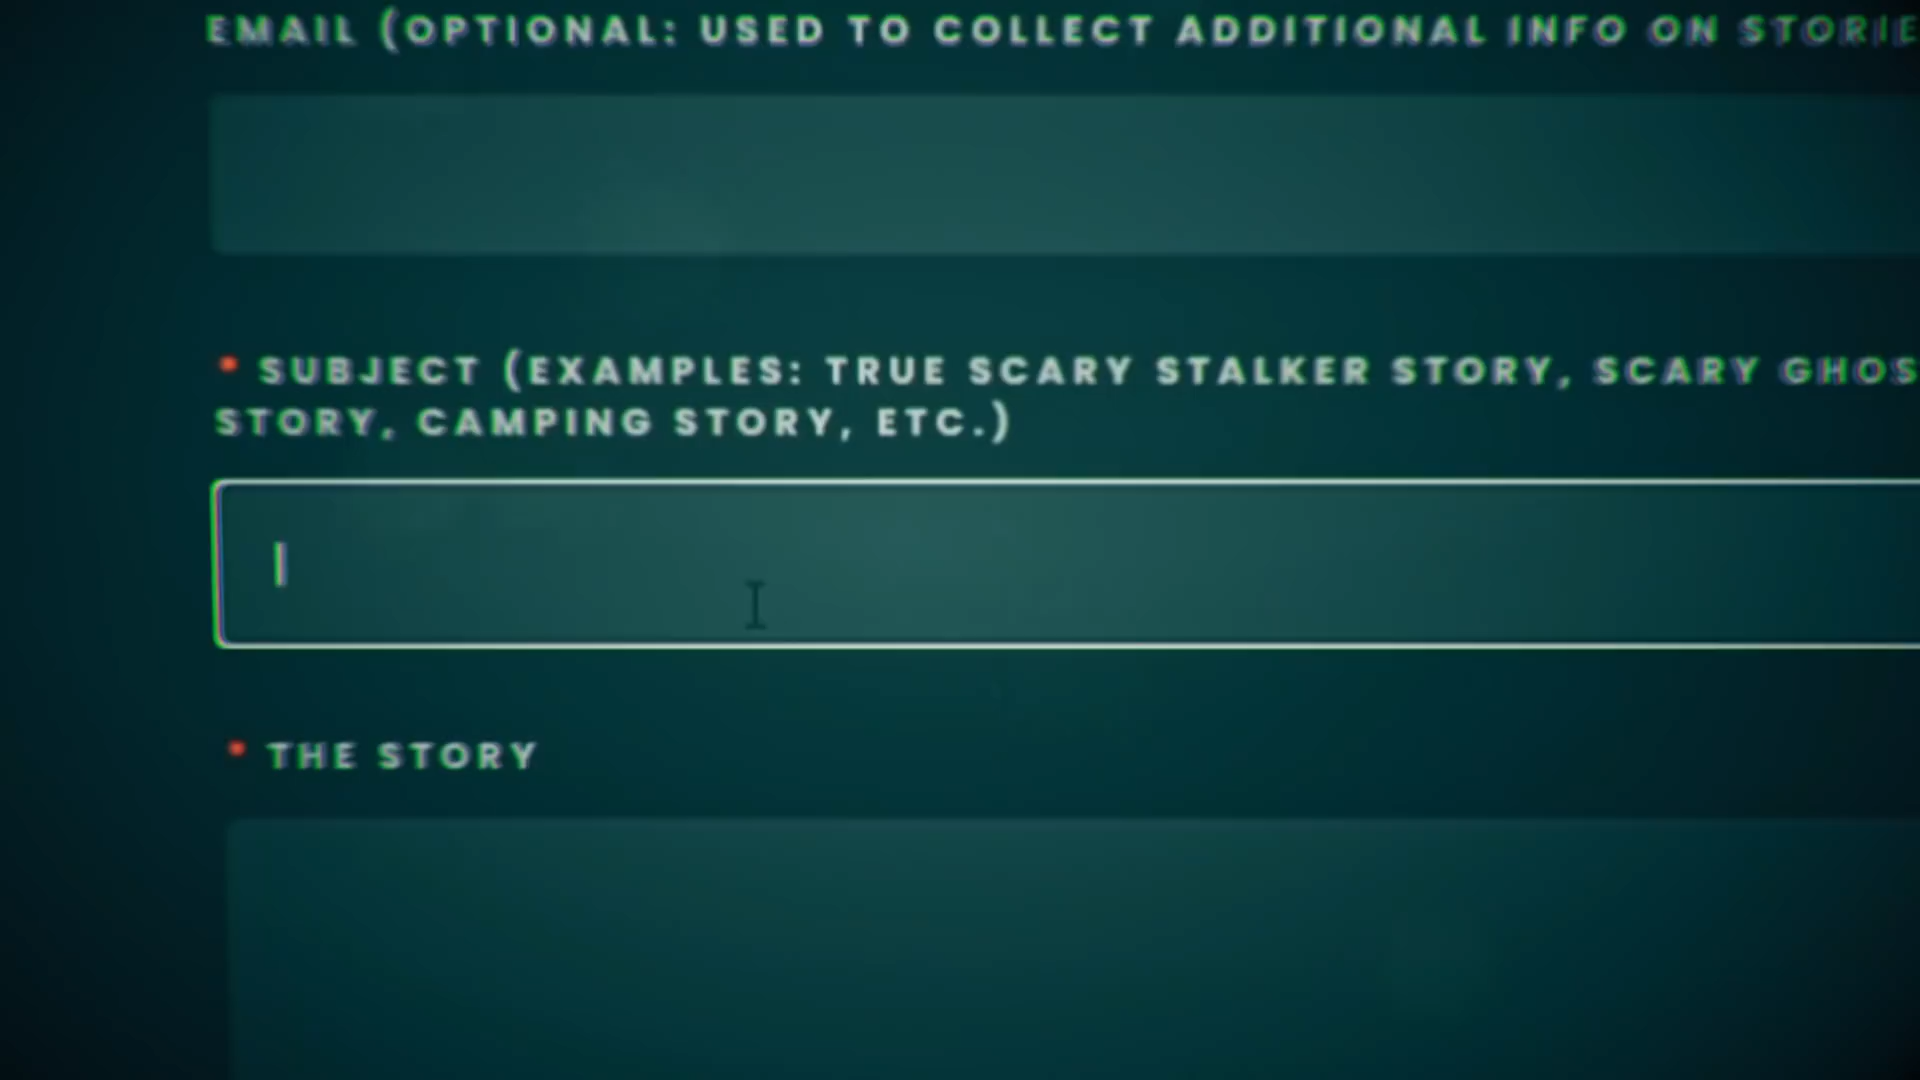 EMAIL (OPTIONAL: USED TO COLLECT ADDITIONAL INFO ON
* SUBJECT (EXAMPLES: TRUE SCARY STALKER STORY, SCARY
STORY, CAMPING STORY, ETC.)
* THE STORY